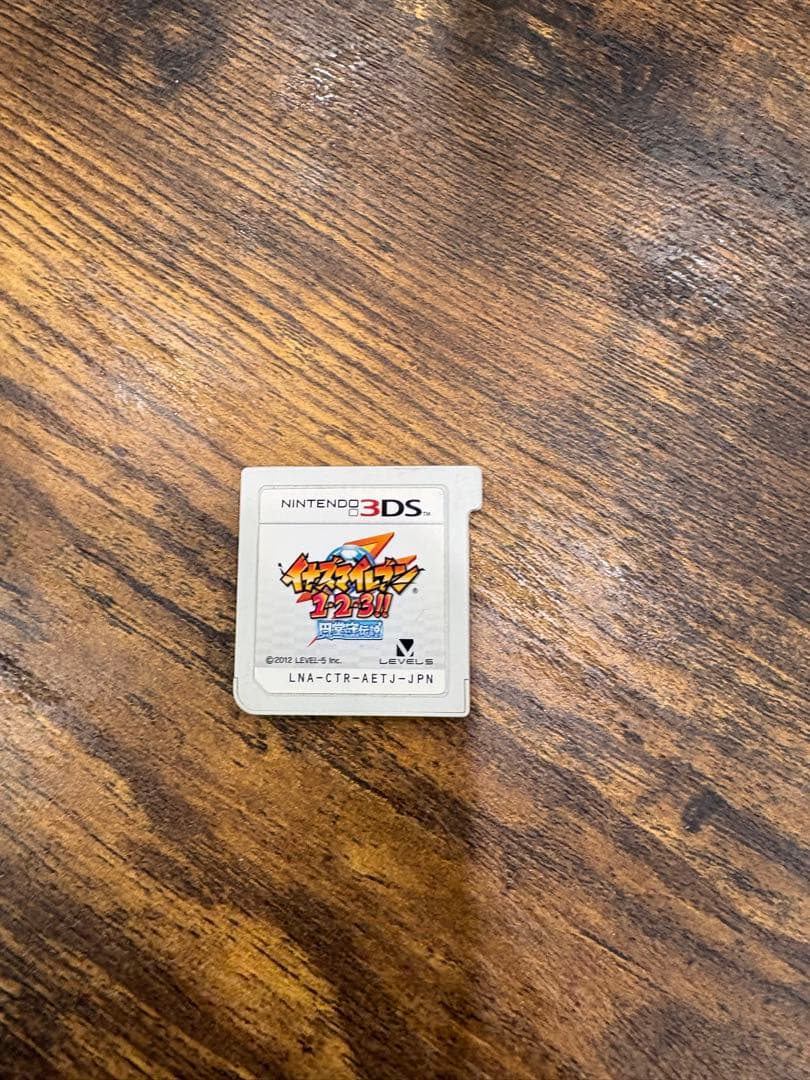 NINTENDO 3DS™
イナズマイレブン®
1・2・3!!
円堂守伝説
©2012 LEVEL-5 Inc.
LEVEL5
LNA-CTR-AETJ-JPN